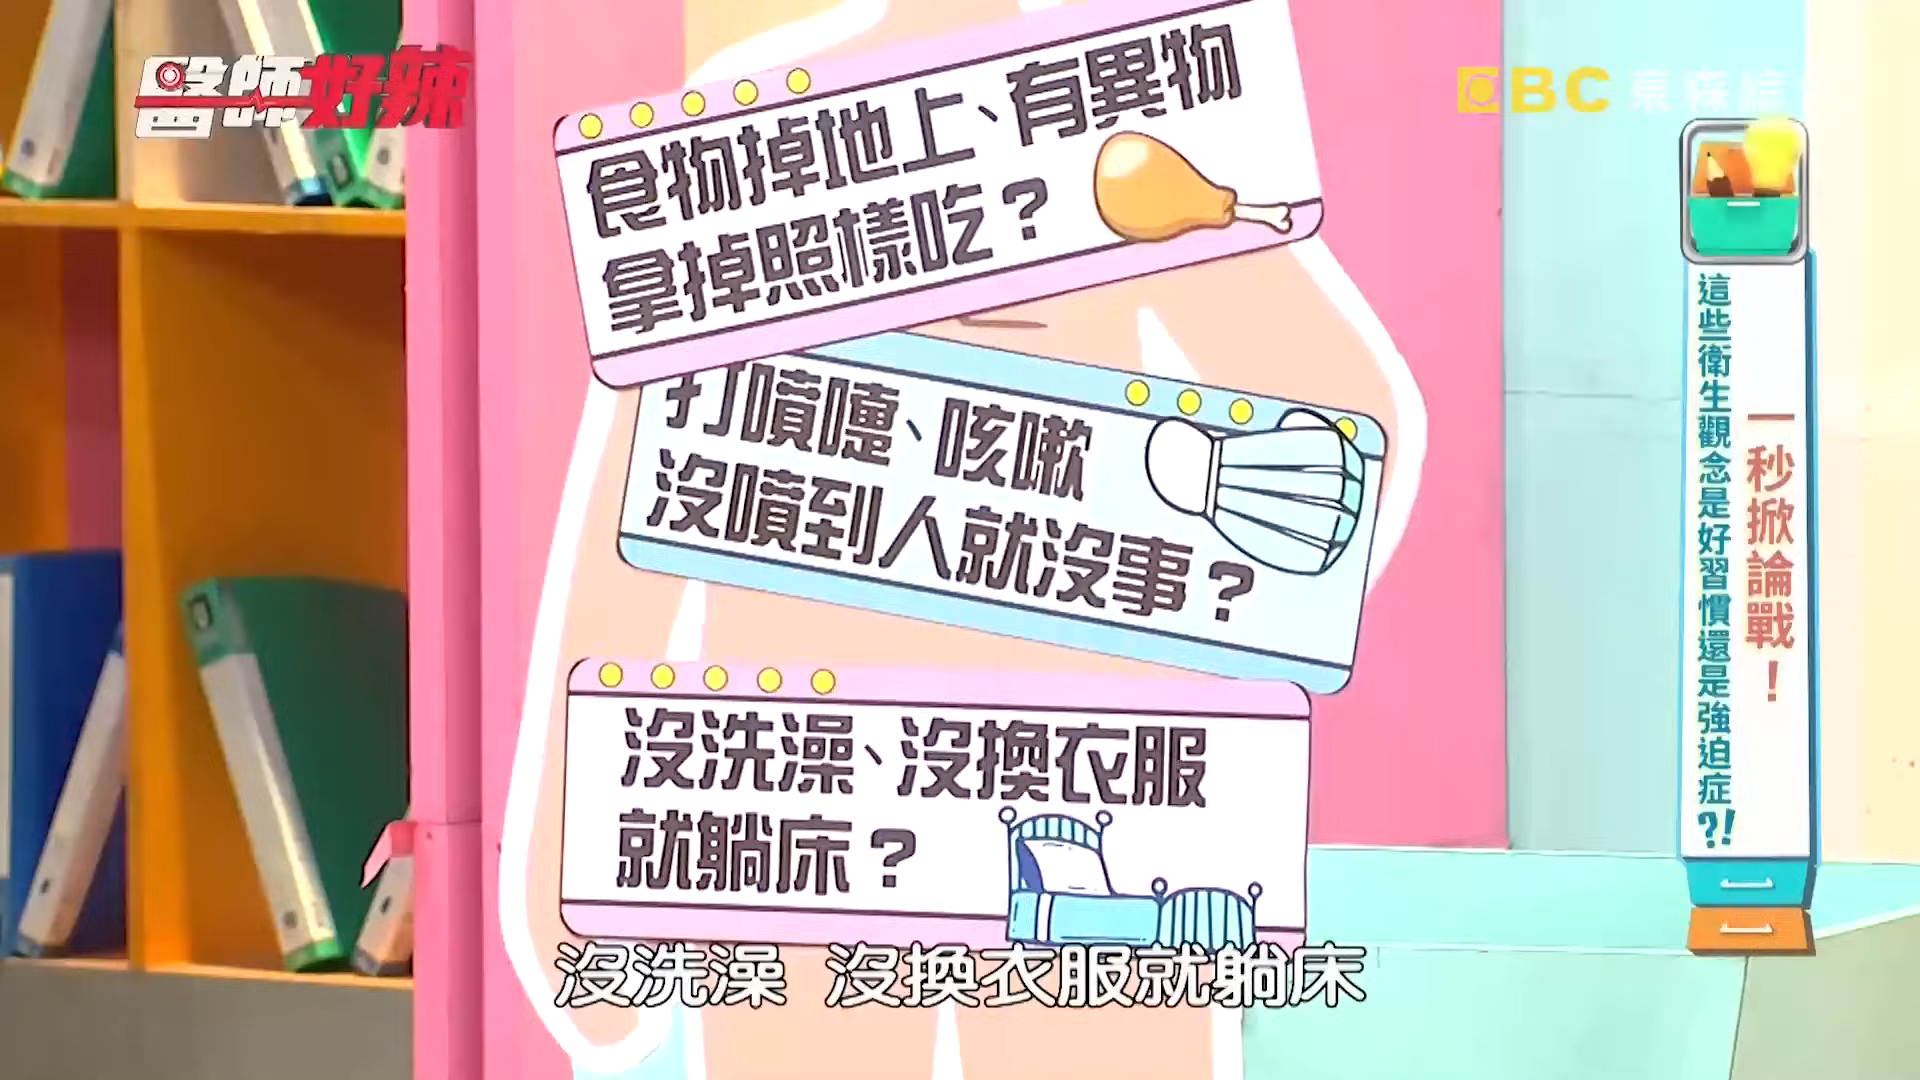 醫師好辣
EBC 東森綜合
食物掉地上、有異物
拿掉照樣吃？
打噴嚏、咳嗽
沒噴到人就沒事？
沒洗澡、沒換衣服
就躺床？
一秒掀論戰！
這些衛生觀念是好習慣還是強迫症?!
沒洗澡 沒換衣服就躺床